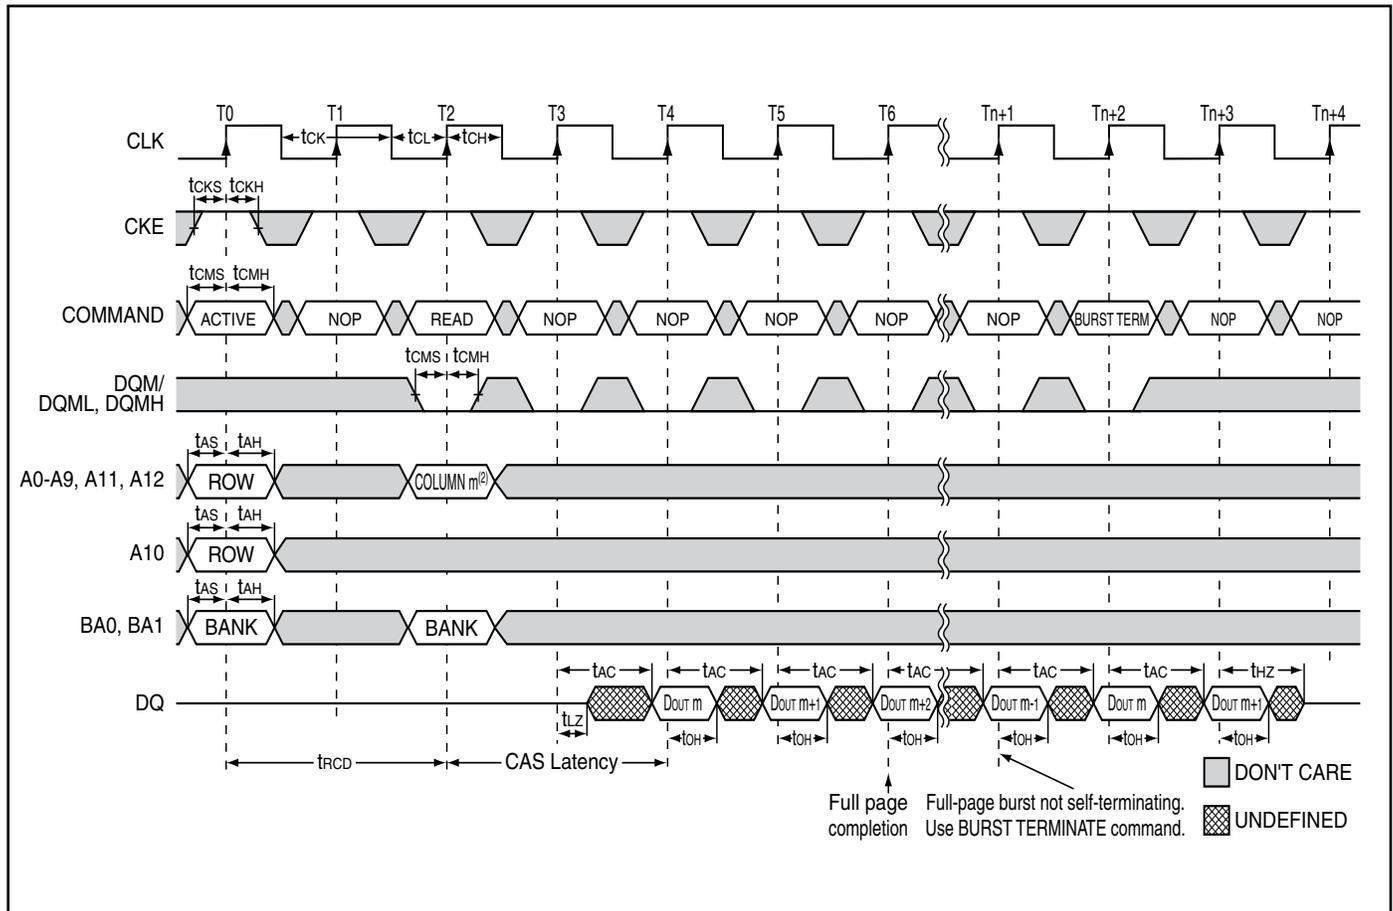 T0 T1 T2 T3 T4 T5 T6 Tn+1 Tn+2 Tn+3 Tn+4
CLK tCK tCL tCH
tCKS tCKH
CKE
tCMS tCMH
COMMAND ACTIVE NOP READ NOP NOP NOP NOP NOP BURST TERM NOP NOP
tCMS tCMH
DQM/
DQML, DQMH
tAS tAH
A0-A9, A11, A12 ROW COLUMN m(2)
tAS tAH
A10 ROW
tAS tAH
BA0, BA1 BANK BANK
tAC tAC tAC tAC tAC tAC tHZ
DQ DOUT m DOUT m+1 DOUT m+2 DOUT m-1 DOUT m DOUT m+1
tLZ tOH tOH tOH tOH tOH tOH
tRCD CAS Latency
DON'T CARE
Full page
completion
Full-page burst not self-terminating.
Use BURST TERMINATE command.
UNDEFINED